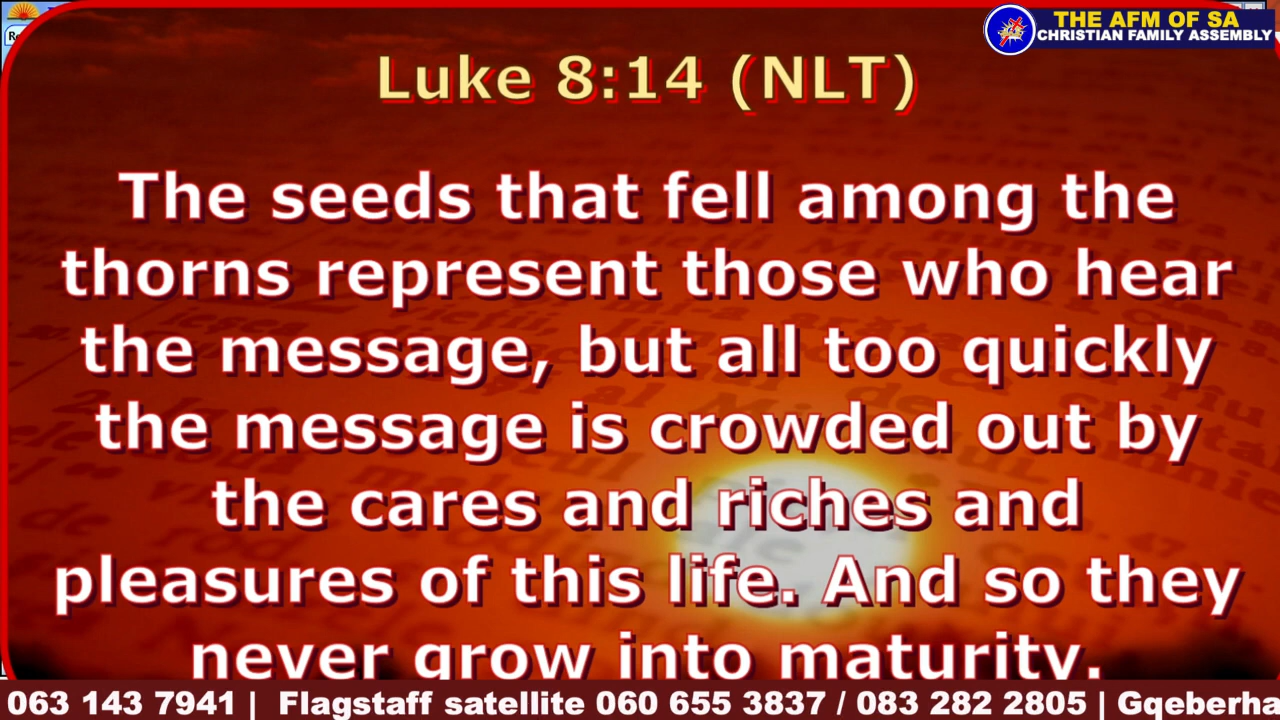 THE AFM OF SA
CHRISTIAN FAMILY ASSEMBLY
Luke 8:14 (NLT)
The seeds that fell among the
thorns represent those who hear
the message, but all too quickly
the message is crowded out by
the cares and riches and
pleasures of this life. And so they
never grow into maturity.
063 143 7941 | Flagstaff satellite 060 655 3837 / 083 282 2805 | Gqeberha